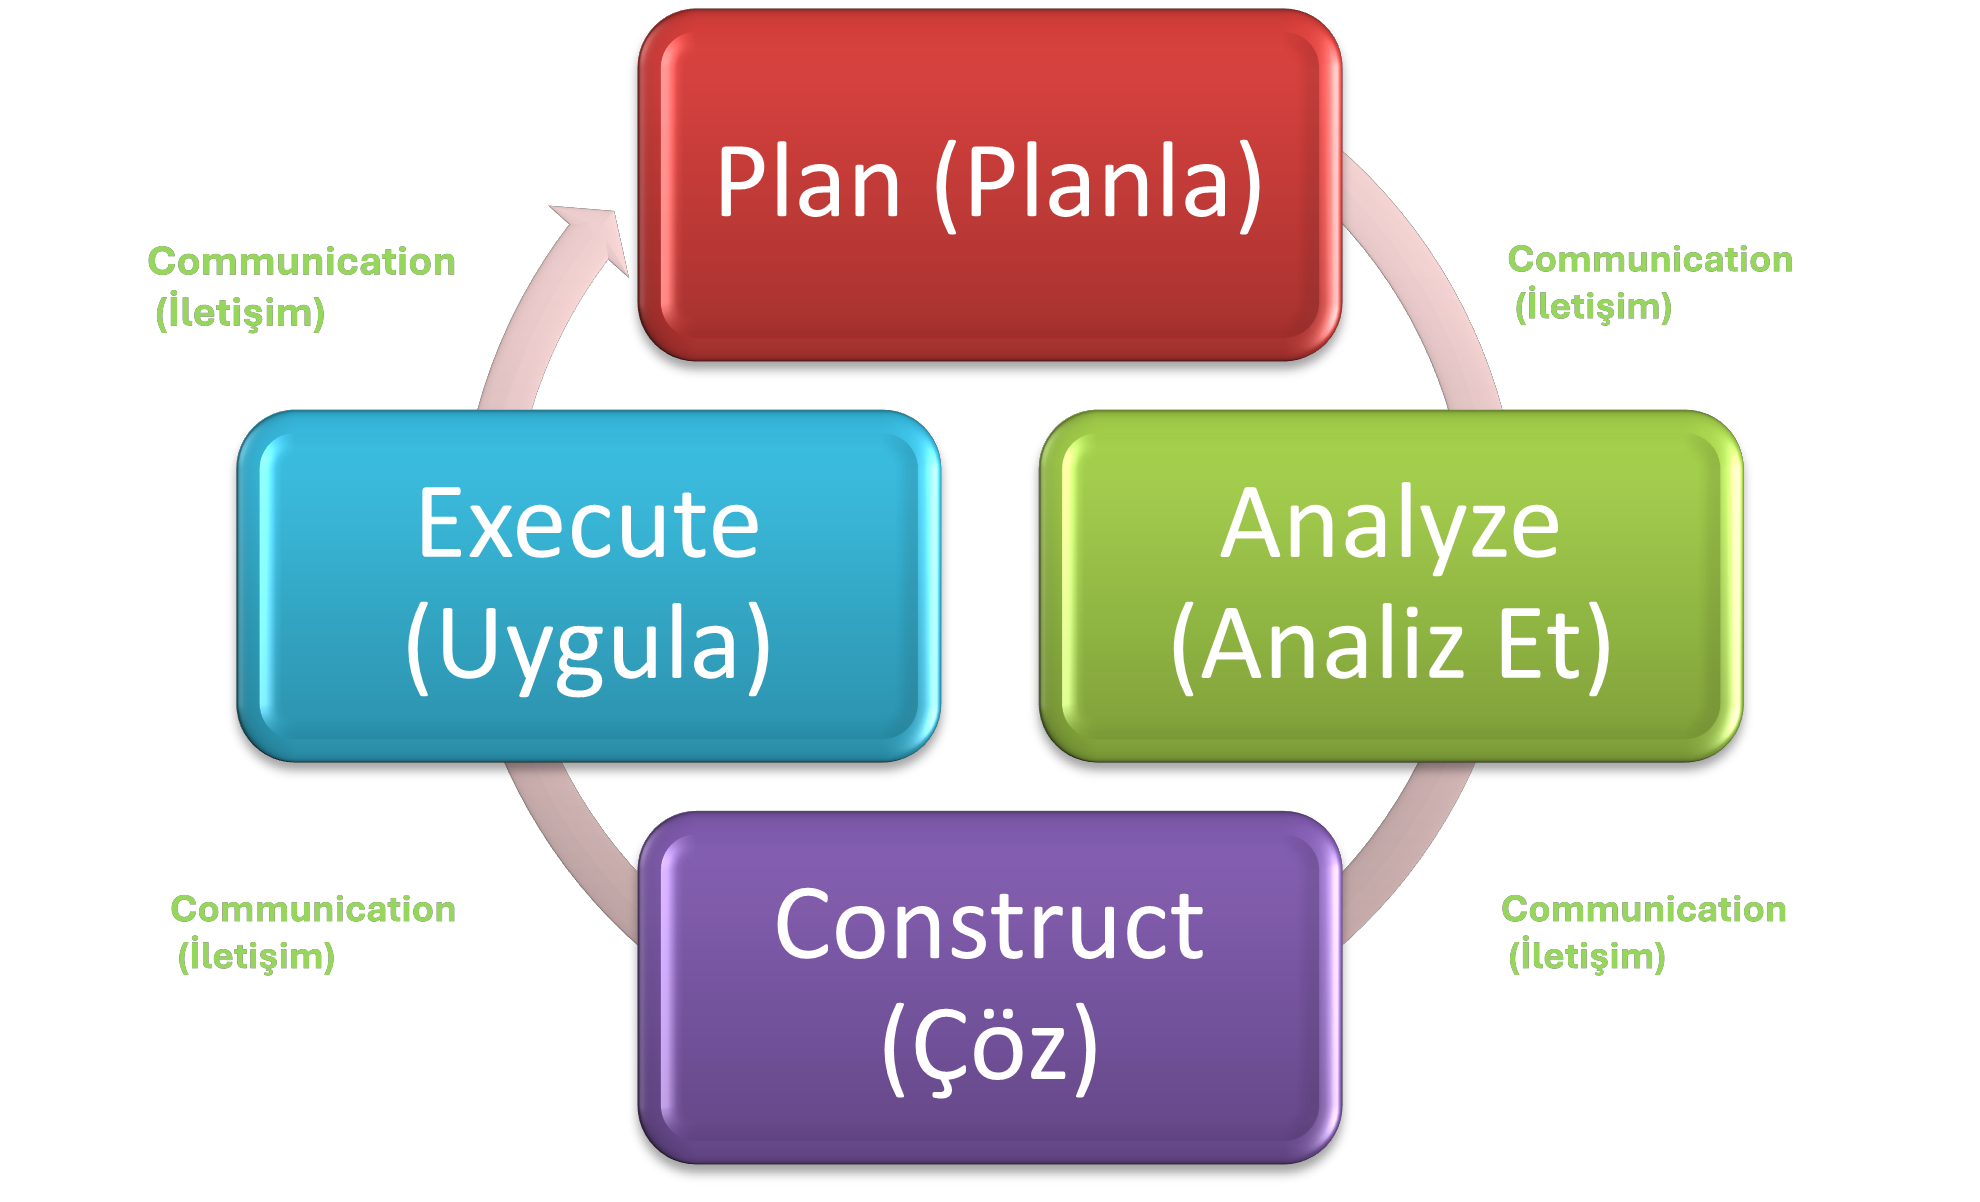 Plan (Planla)
Communication
(İletişim)
Communication
(İletişim)
Execute
(Uygula)
Analyze
(Analiz Et)
Communication
(İletişim)
Construct
(Çöz)
Communication
(İletişim)